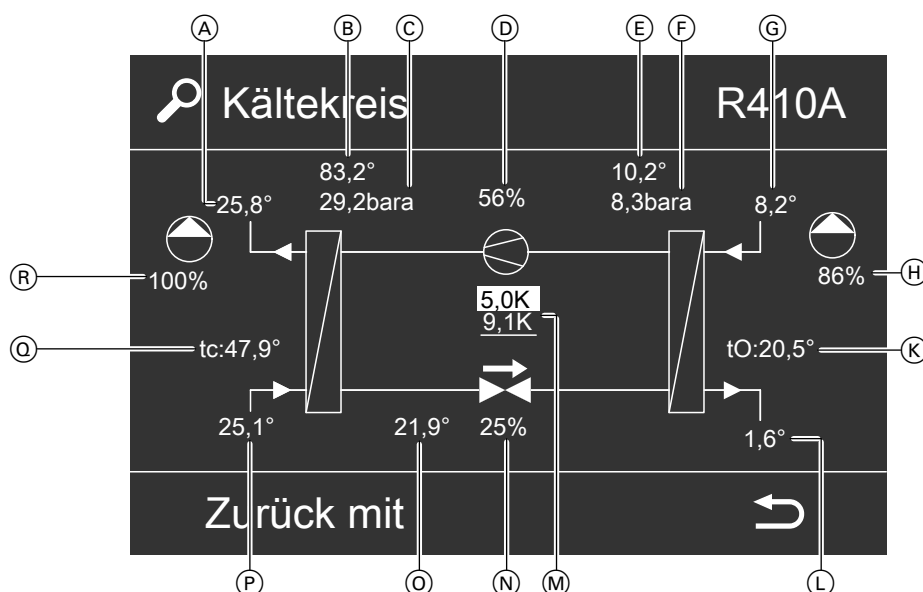 A B C D E F G
Kältekreis R410A
83,2° 10,2°
25,8° 29,2bara 56% 8,3bara 8,2°
R 100% 86% H
5,0K
9,1K
Q tc:47,9° tO:20,5° K
25,1° 21,9° 25% 1,6°
Zurück mit
P O N M L